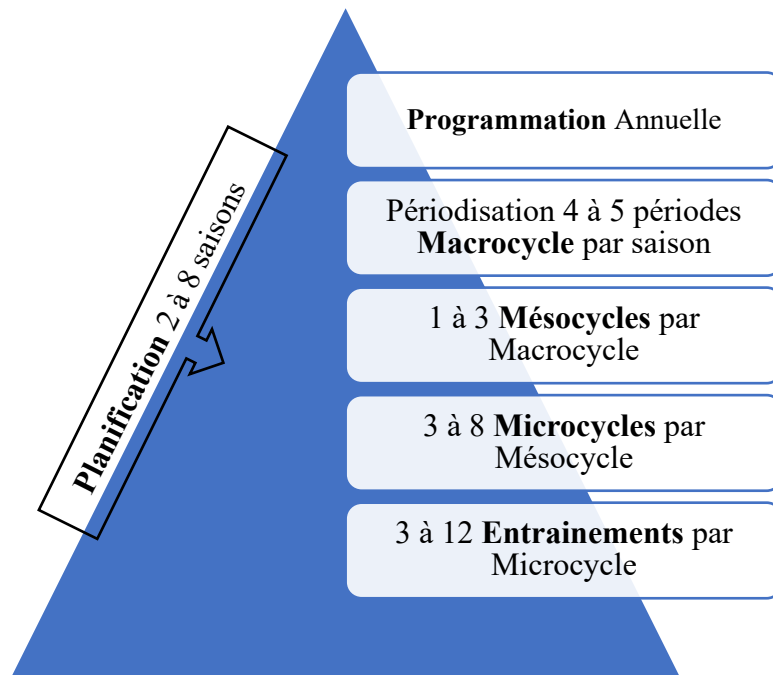 Planification 2 à 8 saisons
Programmation Annuelle
Périodisation 4 à 5 périodes
Macrocycle par saison
1 à 3 Mésocycles par
Macrocycle
3 à 8 Microcycles par
Mésocycle
3 à 12 Entrainements par
Microcycle